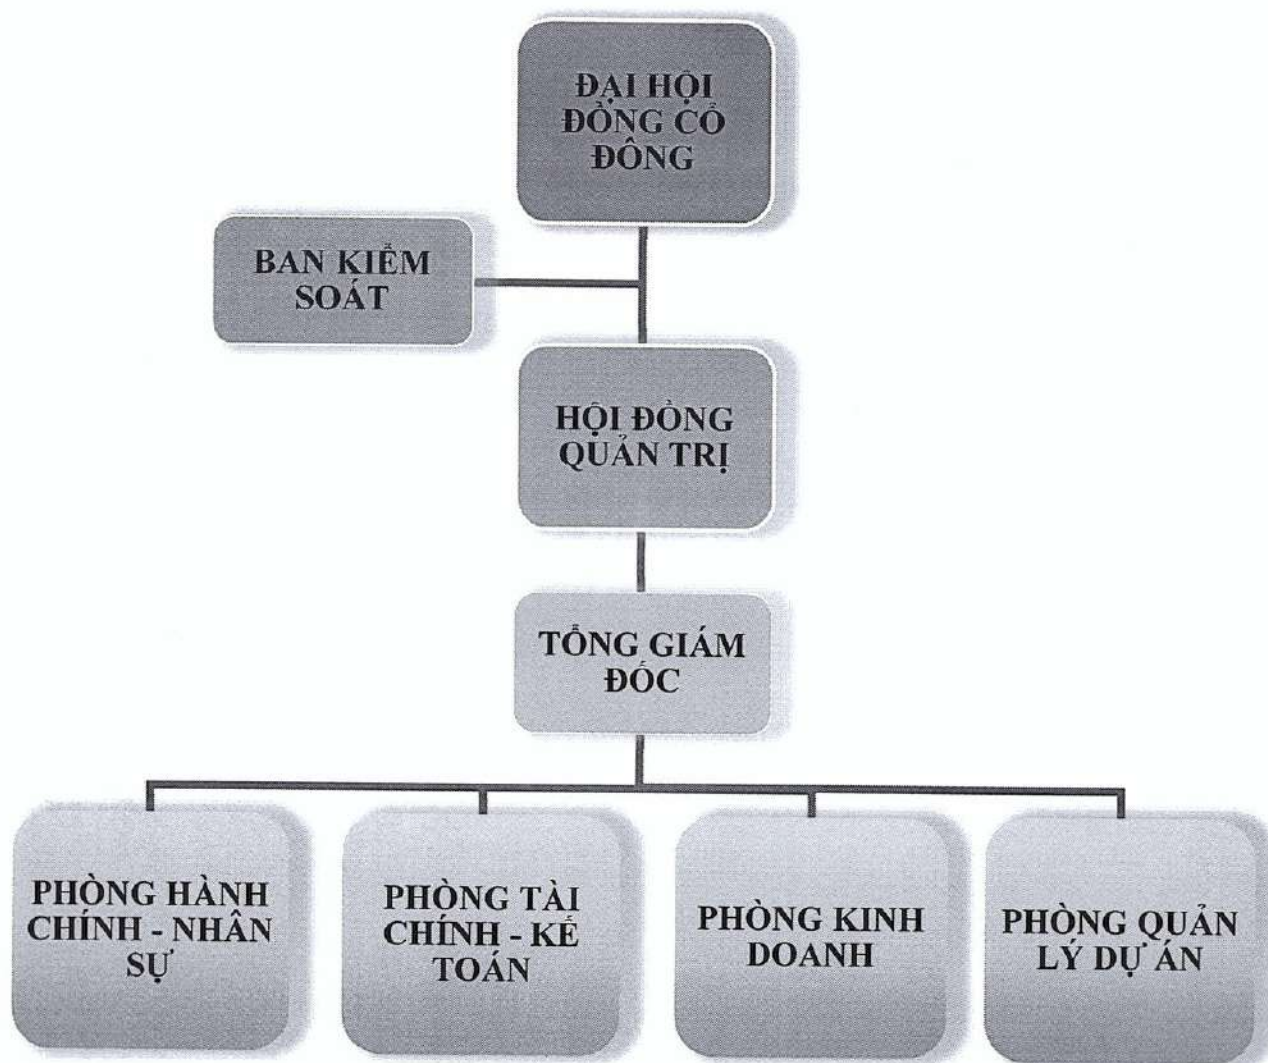 ĐẠI HỘI
ĐỒNG CỔ
ĐÔNG
BAN KIỂM
SOÁT
HỘI ĐỒNG
QUẢN TRỊ
TỔNG GIÁM
ĐỐC
PHÒNG HÀNH
CHÍNH - NHÂN
SỰ
PHÒNG TÀI
CHÍNH - KẾ
TOÁN
PHÒNG KINH
DOANH
PHÒNG QUẢN
LÝ DỰ ÁN